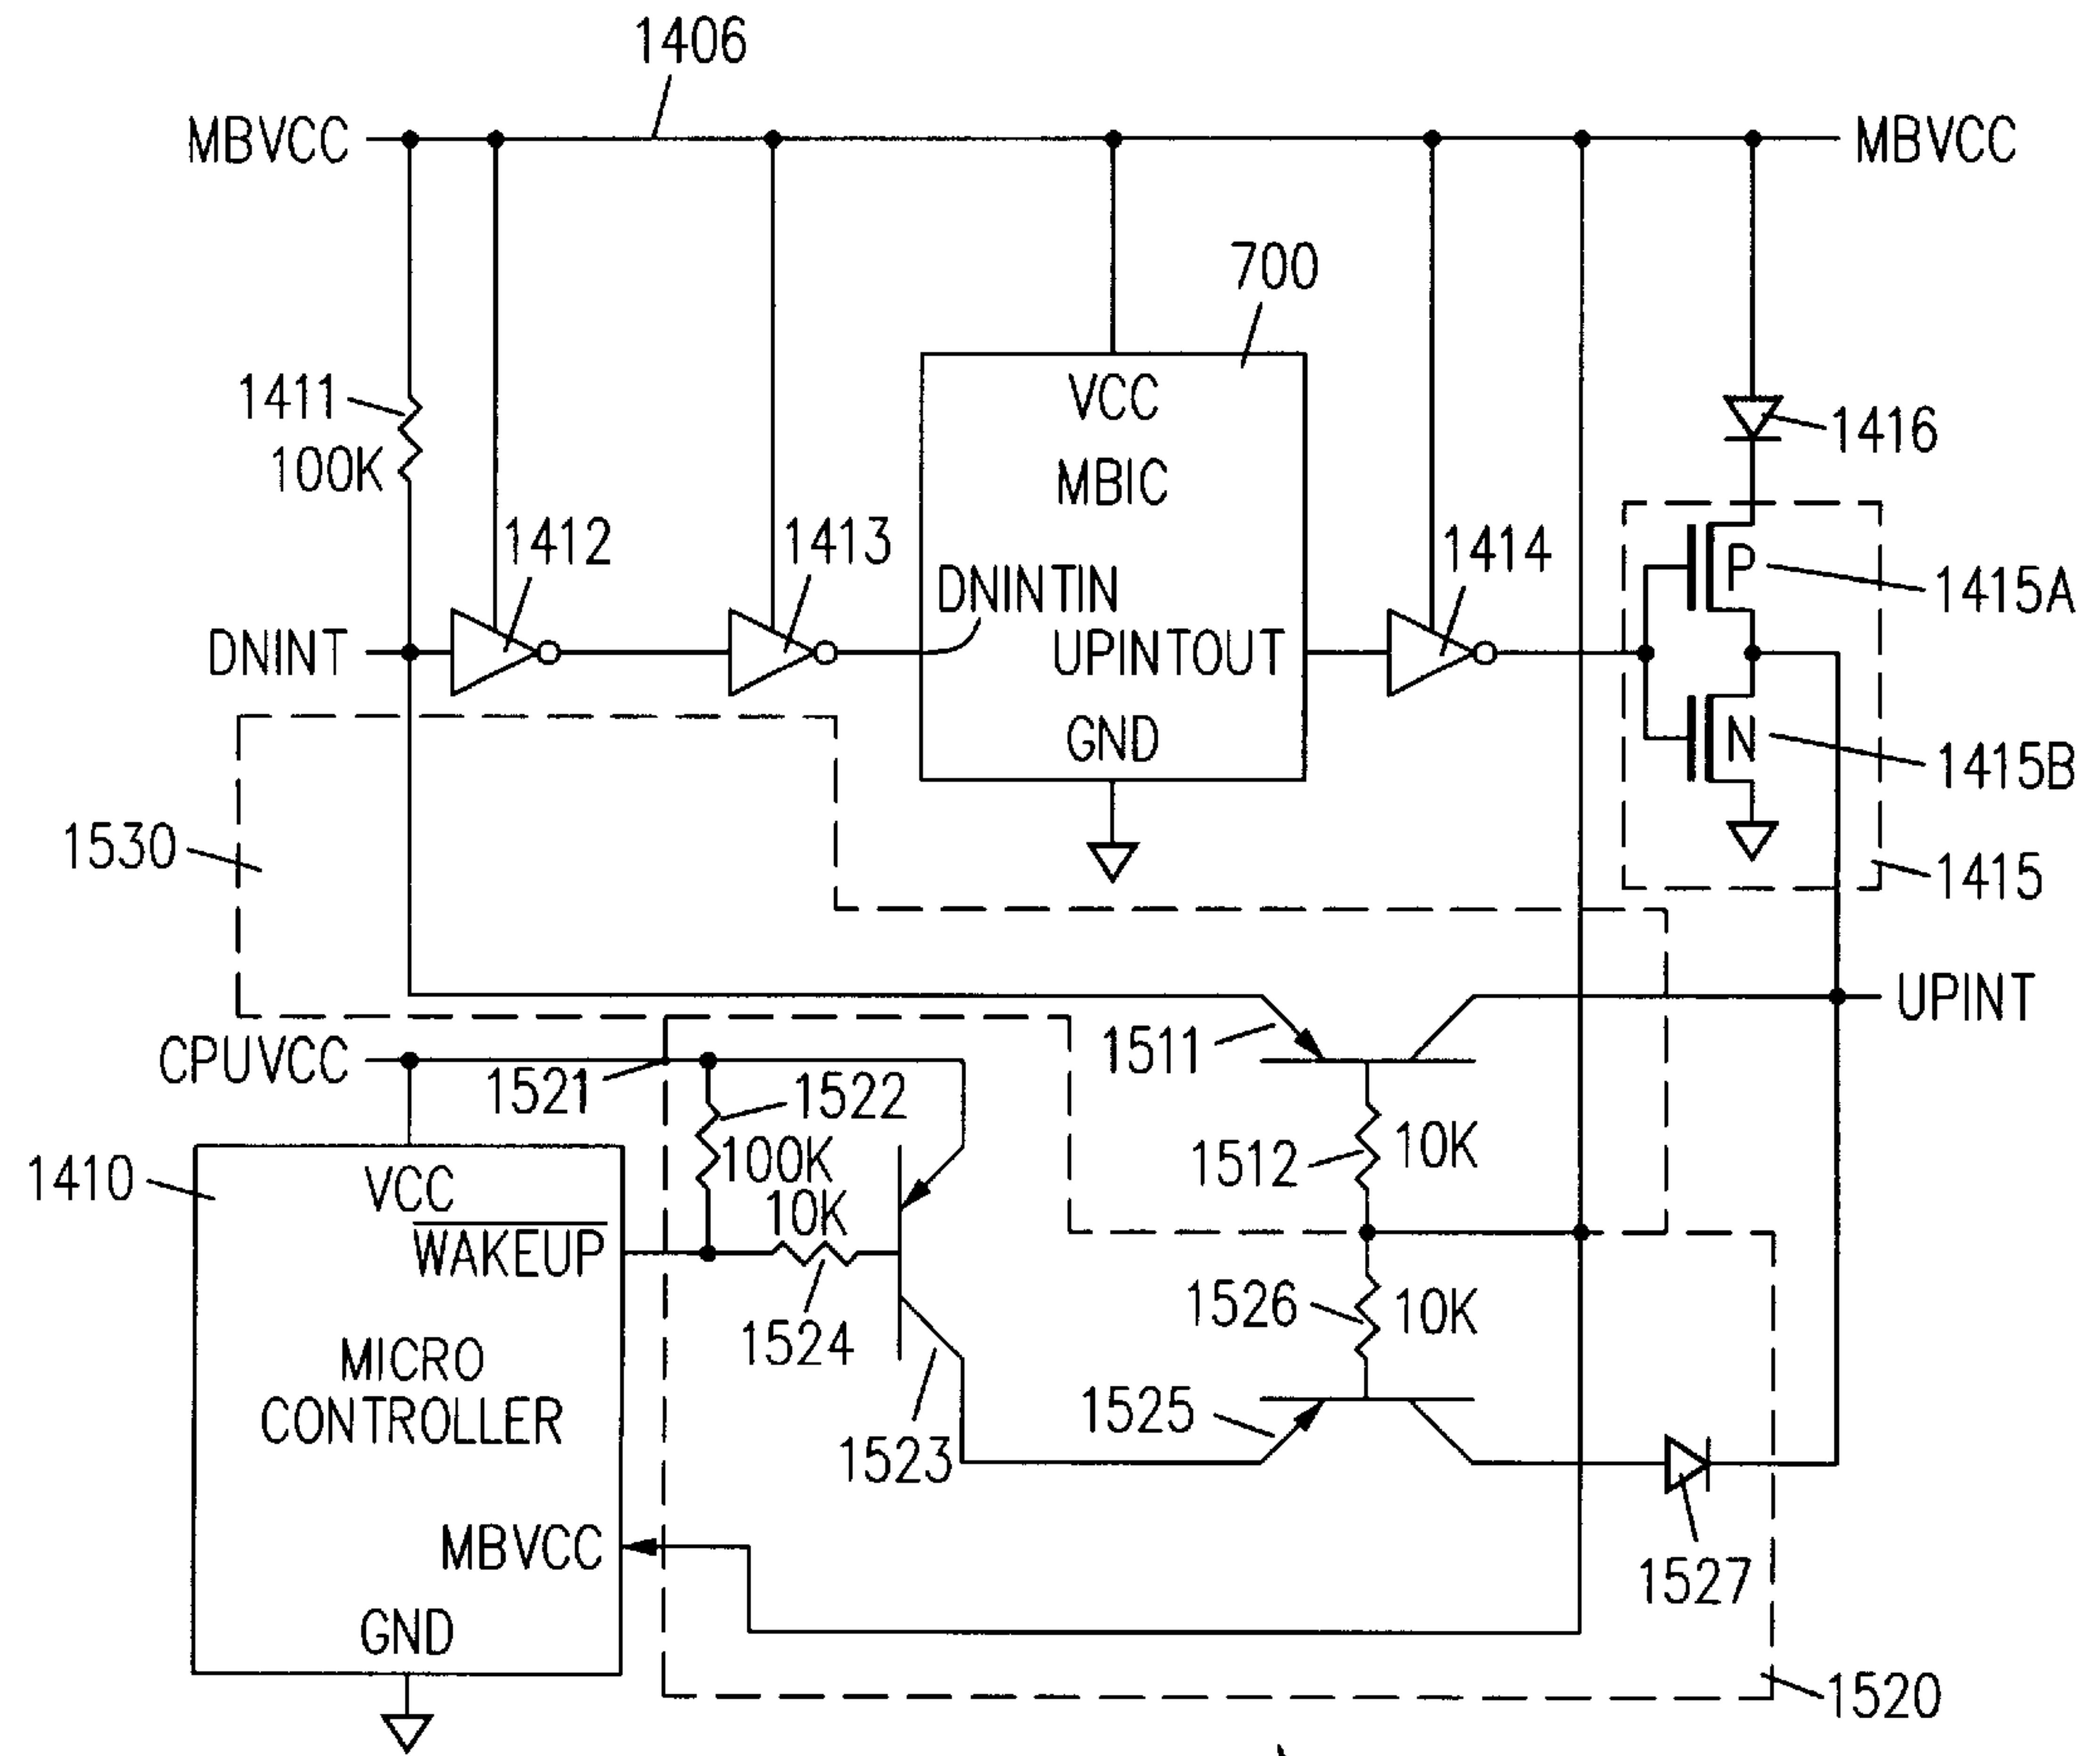 1406
MBVCC
MBVCC
700
1411
100K
VCC
MBIC
1416
1412
1413
1414
DNINTIN
P
1415A
DNINT
UPINTOUT
GND
N
1415B
1530
1415
UPINT
CPUVCC
1521
1522
1511
100K
10K
1512
10K
1410
VCC
WAKEUP
1526
10K
1524
MICRO
CONTROLLER
1525
1523
MBVCC
1527
GND
1520